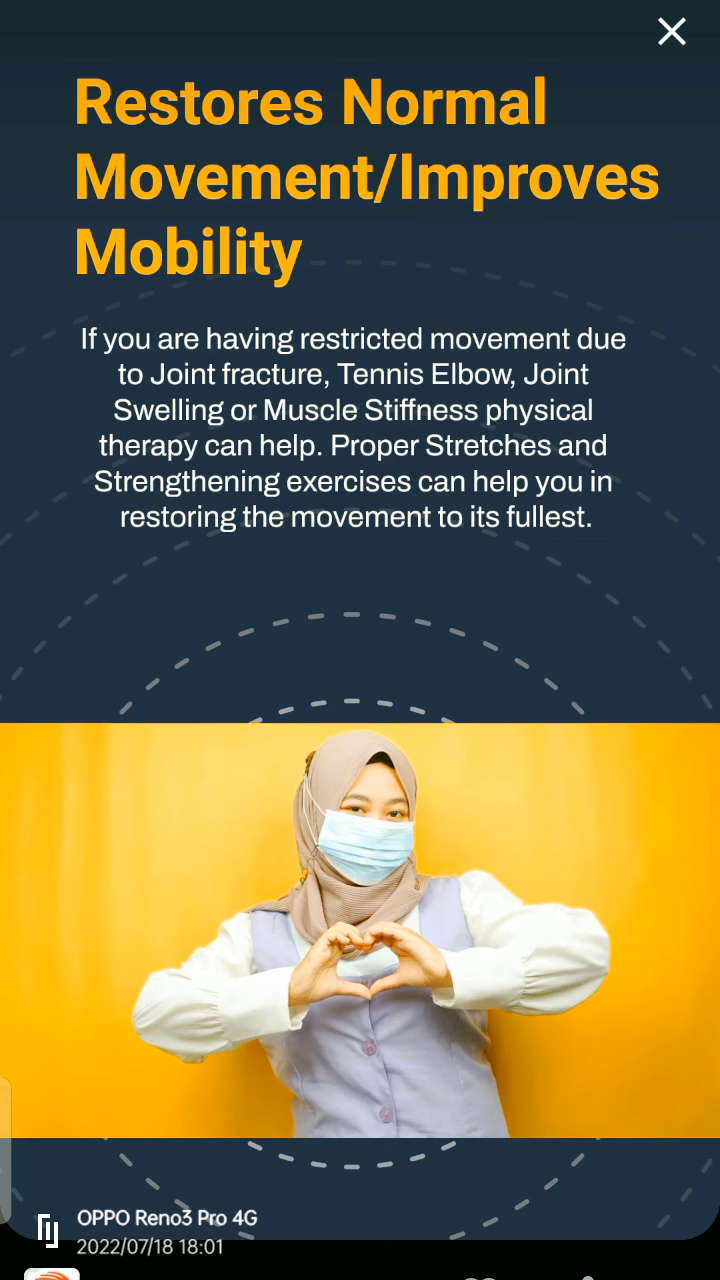 Restores Normal
Movement/Improves
Mobility
If you are having restricted movement due
to Joint fracture, Tennis Elbow, Joint
Swelling or Muscle Stiffness physical
therapy can help. Proper Stretches and
Strengthening exercises can help you in
restoring the movement to its fullest.
OPPO Reno3 Pro 4G
2022/07/18 18:01